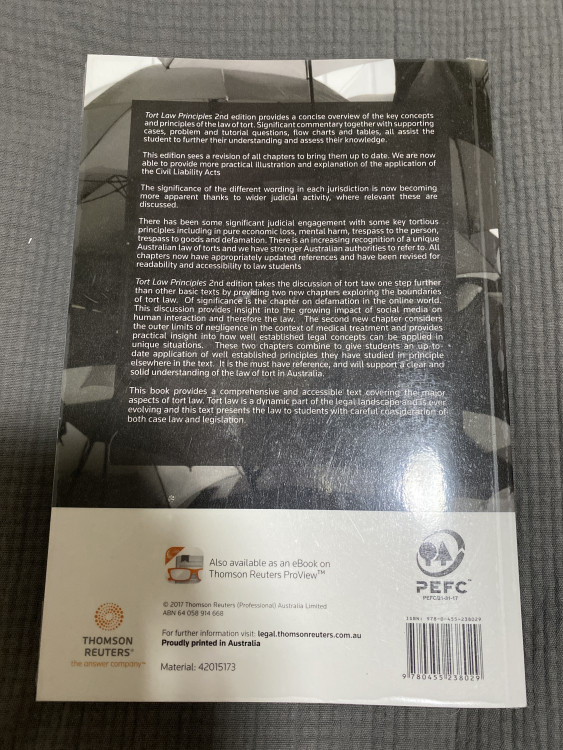 Tort Law Principles 2nd edition provides a concise overview of the key concepts
and principles of the law of tort. Significant commentary together with supporting
cases, problem and tutorial questions, flow charts and tables, all assist the
student to further their understanding and assess their knowledge.
This edition sees a revision of all chapters to bring them up to date. We are now
able to provide more practical illustration and explanation of the application of
the Civil Liability Acts
The significance of the different wording in each jurisdiction is now becoming
more apparent thanks to wider judicial activity, where relevant these are
discussed.
There has been some significant judicial engagement with some key tortious
principles including in pure economic loss, mental harm, trespass to the person,
trespass to goods and defamation. There is an increasing recognition of a unique
Australian law of torts and we have stronger Australian authorities to refer to. All
chapters now have appropriately updated references and have been revised for
readability and accessibility to law students
Tort Law Principles 2nd edition takes the discussion of tort taw one step further
than other basic texts by providing two new chapters exploring the boundaries
of tort law. Of significance is the chapter on defamation in the online world.
This discussion provides insight into the growing impact of social media on
human interaction and therefore the law. The second new chapter considers
the outer limits of negligence in the context of medical treatment and provides
practical insight into how well established legal concepts can be applied in
unique situations. These two chapters combine to give students an up-to-
date application of well established principles they have studied in principle
elsewhere in the text. It is the must have reference, and will support a clear and
solid understanding of the law of tort in Australia.
This book provides a comprehensive and accessible text covering the major
aspects of tort law. Tort law is a dynamic part of the legal landscape and is ever
evolving and this text presents the law to students with careful consideration of
both case law and legislation.
Also available as an eBook on
Thomson Reuters ProView™
PEFC™
PEFC/21-31-17
© 2017 Thomson Reuters (Professional) Australia Limited
ABN 64 058 914 668
THOMSON
REUTERS®
the answer company™
For further information visit: legal.thomsonreuters.com.au
Proudly printed in Australia
Material: 42015173
ISBN: 978-0-455-238029
9 780455 238029